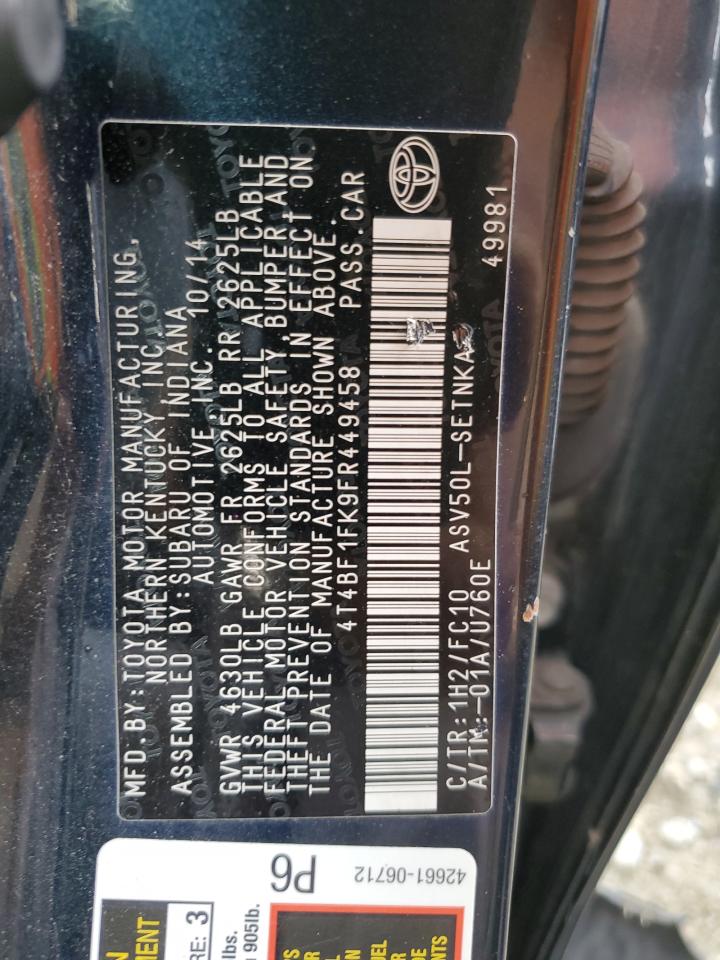 MFD. BY: TOYOTA MOTOR MANUFACTURING,
NORTHERN KENTUCKY, INC.
ASSEMBLED BY: SUBARU OF INDIANA
AUTOMOTIVE INC. 10/14
GVWR 4630LB GAWR FR 2625LB RR 2625LB
THIS VEHICLE CONFORMS TO ALL APPLICABLE
FEDERAL MOTOR VEHICLE SAFETY, BUMPER, AND
THEFT PREVENTION STANDARDS IN EFFECT ON
THE DATE OF MANUFACTURE SHOWN ABOVE.
4T4BF1FK9FR449458 PASS. CAR
C/TR: 1H2/FC10 ASV50L-SETNKA
A/TM: -01A/U760E 49981
42661-06712
P6